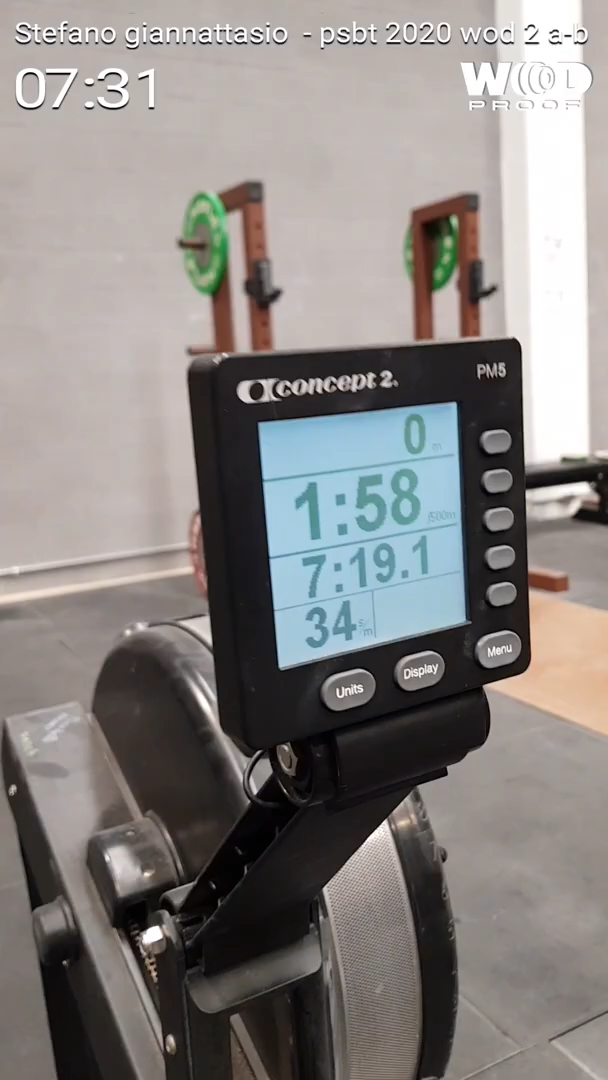 Stefano giannattasio - psbt 2020 wod 2 a-b
07:31
WOD
PROOF
concept 2.
PM5
0 m
1:58 /500m
7:19.1
34 s/m
Units
Display
Menu